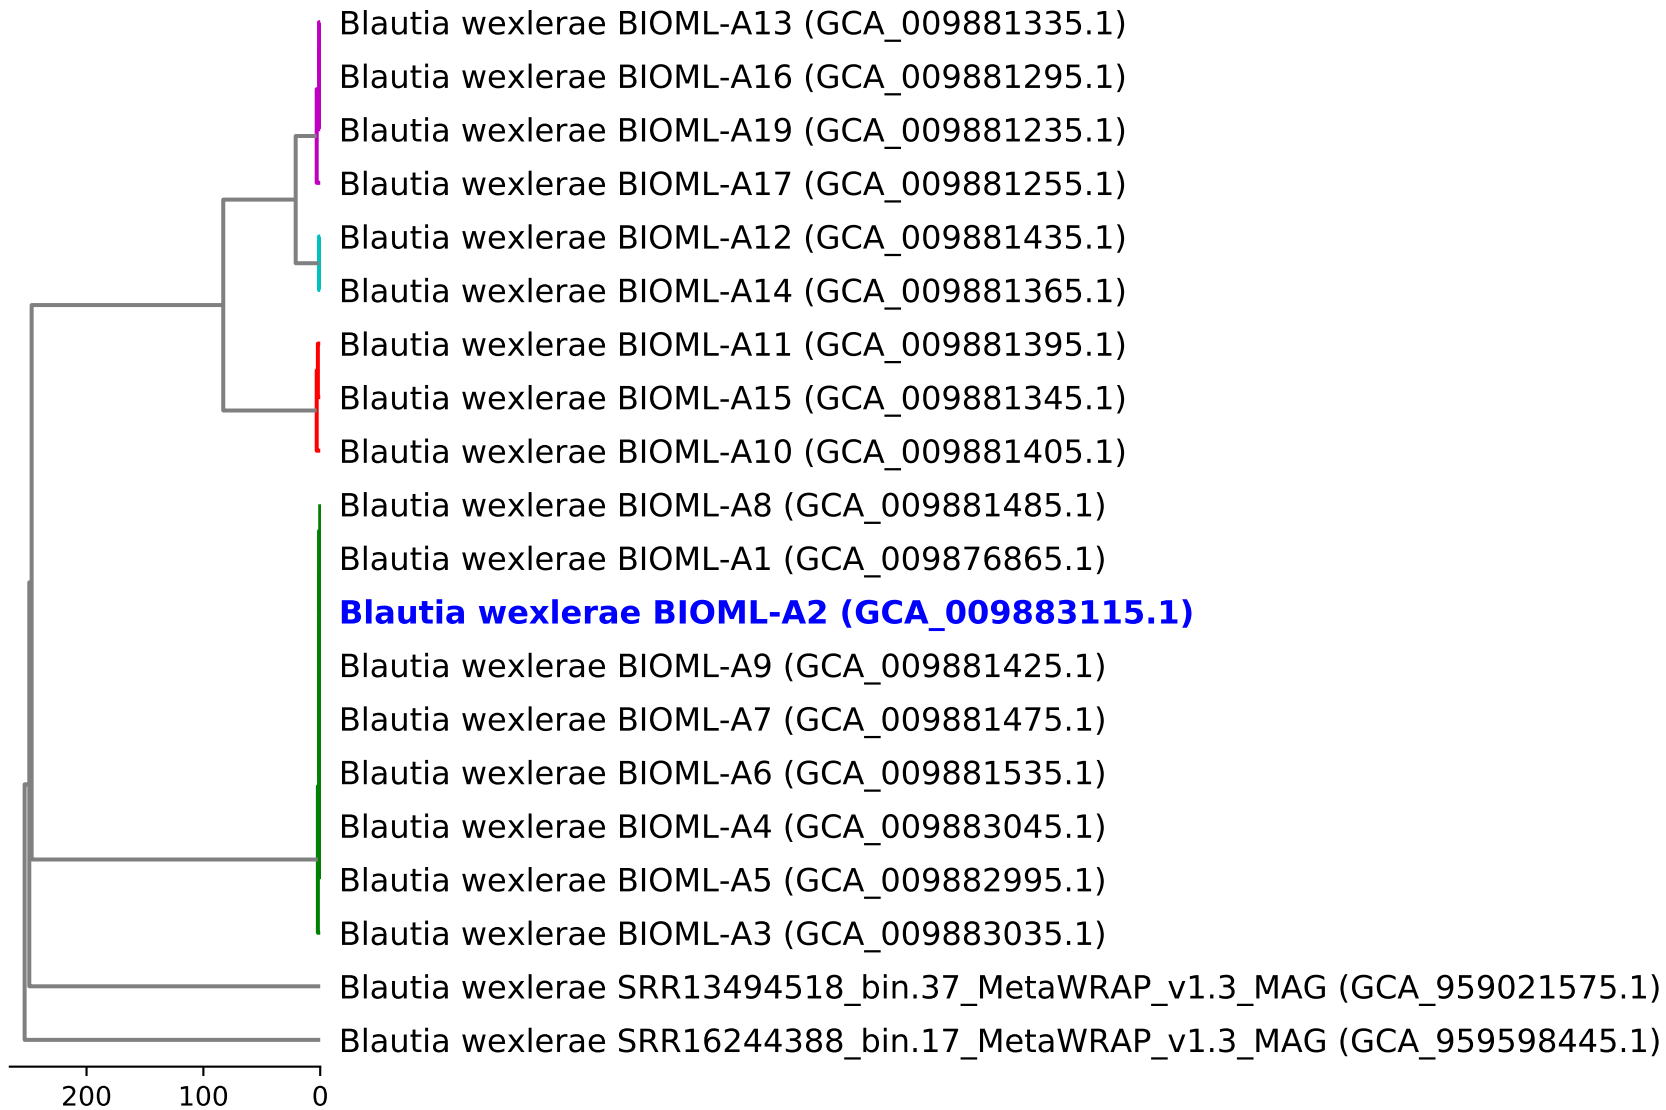 Blautia wexlerae BIOML-A13 (GCA_009881335.1)
Blautia wexlerae BIOML-A16 (GCA_009881295.1)
Blautia wexlerae BIOML-A19 (GCA_009881235.1)
Blautia wexlerae BIOML-A17 (GCA_009881255.1)
Blautia wexlerae BIOML-A12 (GCA_009881435.1)
Blautia wexlerae BIOML-A14 (GCA_009881365.1)
Blautia wexlerae BIOML-A11 (GCA_009881395.1)
Blautia wexlerae BIOML-A15 (GCA_009881345.1)
Blautia wexlerae BIOML-A10 (GCA_009881405.1)
Blautia wexlerae BIOML-A8 (GCA_009881485.1)
Blautia wexlerae BIOML-A1 (GCA_009876865.1)
Blautia wexlerae BIOML-A2 (GCA_009883115.1)
Blautia wexlerae BIOML-A9 (GCA_009881425.1)
Blautia wexlerae BIOML-A7 (GCA_009881475.1)
Blautia wexlerae BIOML-A6 (GCA_009881535.1)
Blautia wexlerae BIOML-A4 (GCA_009883045.1)
Blautia wexlerae BIOML-A5 (GCA_009882995.1)
Blautia wexlerae BIOML-A3 (GCA_009883035.1)
Blautia wexlerae SRR13494518_bin.37_MetaWRAP_v1.3_MAG (GCA_959021575.1)
Blautia wexlerae SRR16244388_bin.17_MetaWRAP_v1.3_MAG (GCA_959598445.1)
200 100 0